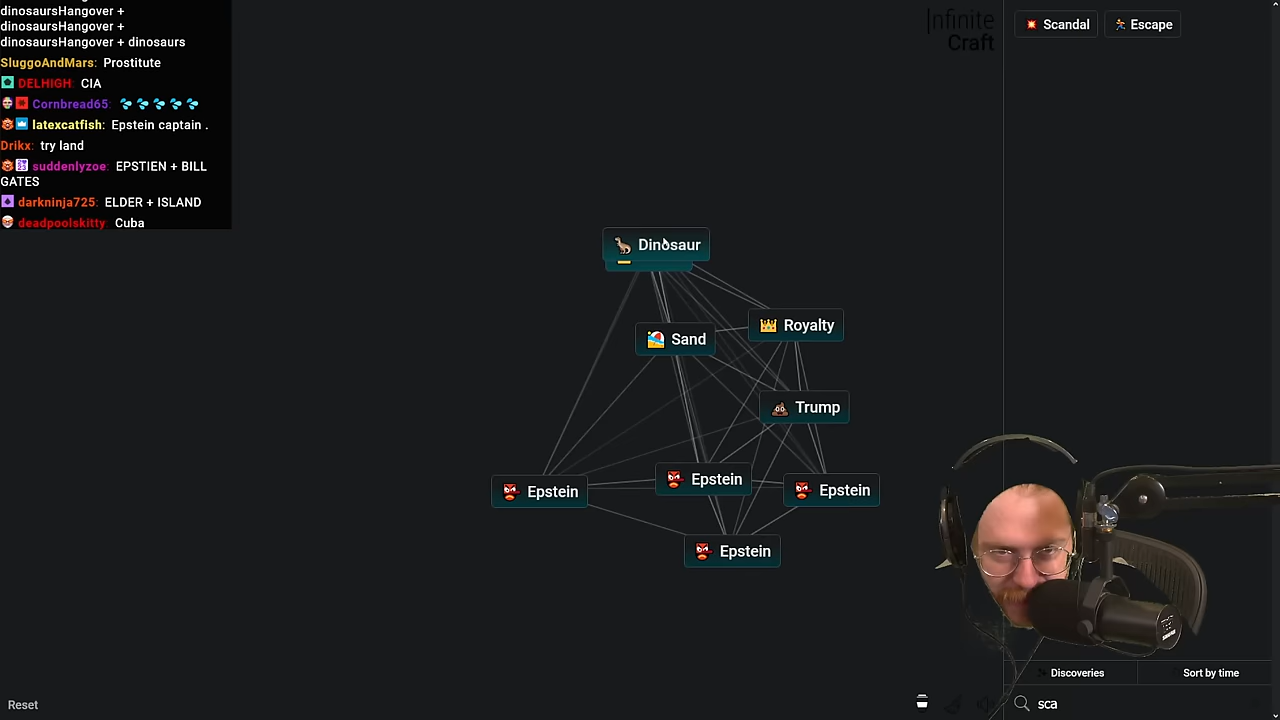 dinosaursHangover +
dinosaursHangover +
dinosaursHangover + dinosaurs
SluggoAndMars: Prostitute
DELHIGH: CIA
Cornbread65:
latexcatfish: Epstein captain .
Drikx: try land
suddenlyzoe: EPSTIEN + BILL
GATES
darkninja725: ELDER + ISLAND
deadpoolskitty: Cuba
Infinite
Craft
Scandal
Escape
Dinosaur
Royalty
Sand
Trump
Epstein
Epstein
Epstein
Epstein
Discoveries
Sort by time
Reset
sca